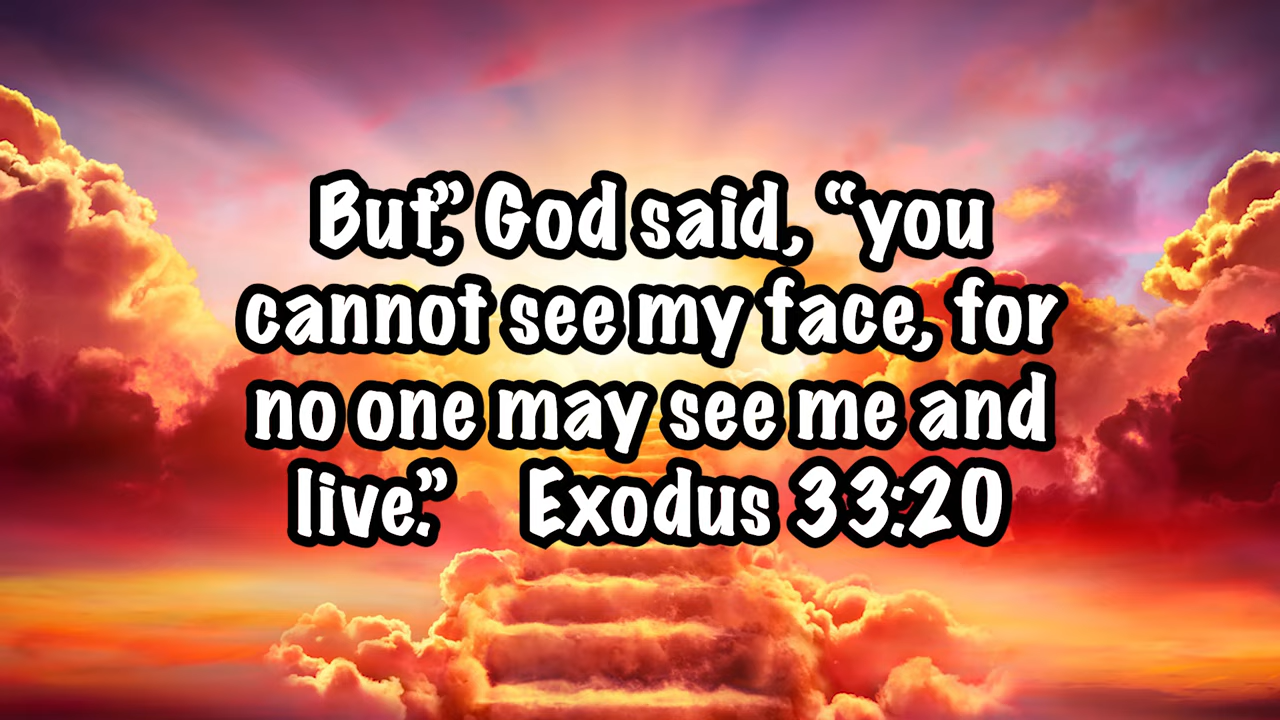 But,” God said, “you
cannot see my face, for
no one may see me and
live.” Exodus 33:20